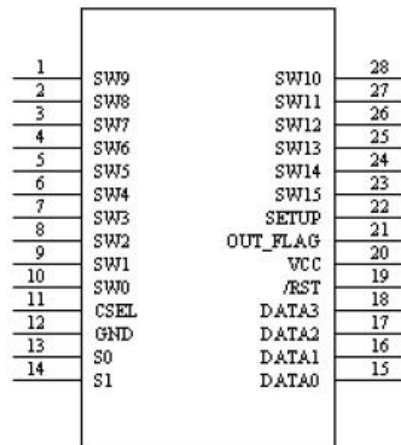 1 SW9 SW10 28
2 SW8 SW11 27
3 SW7 SW12 26
4 SW6 SW13 25
5 SW5 SW14 24
6 SW4 SW15 23
7 SW3 SETUP 22
8 SW2 OUT_FLAG 21
9 SW1 VCC 20
10 SW0 /RST 19
11 CSEL DATA3 18
12 GND DATA2 17
13 S0 DATA1 16
14 S1 DATA0 15